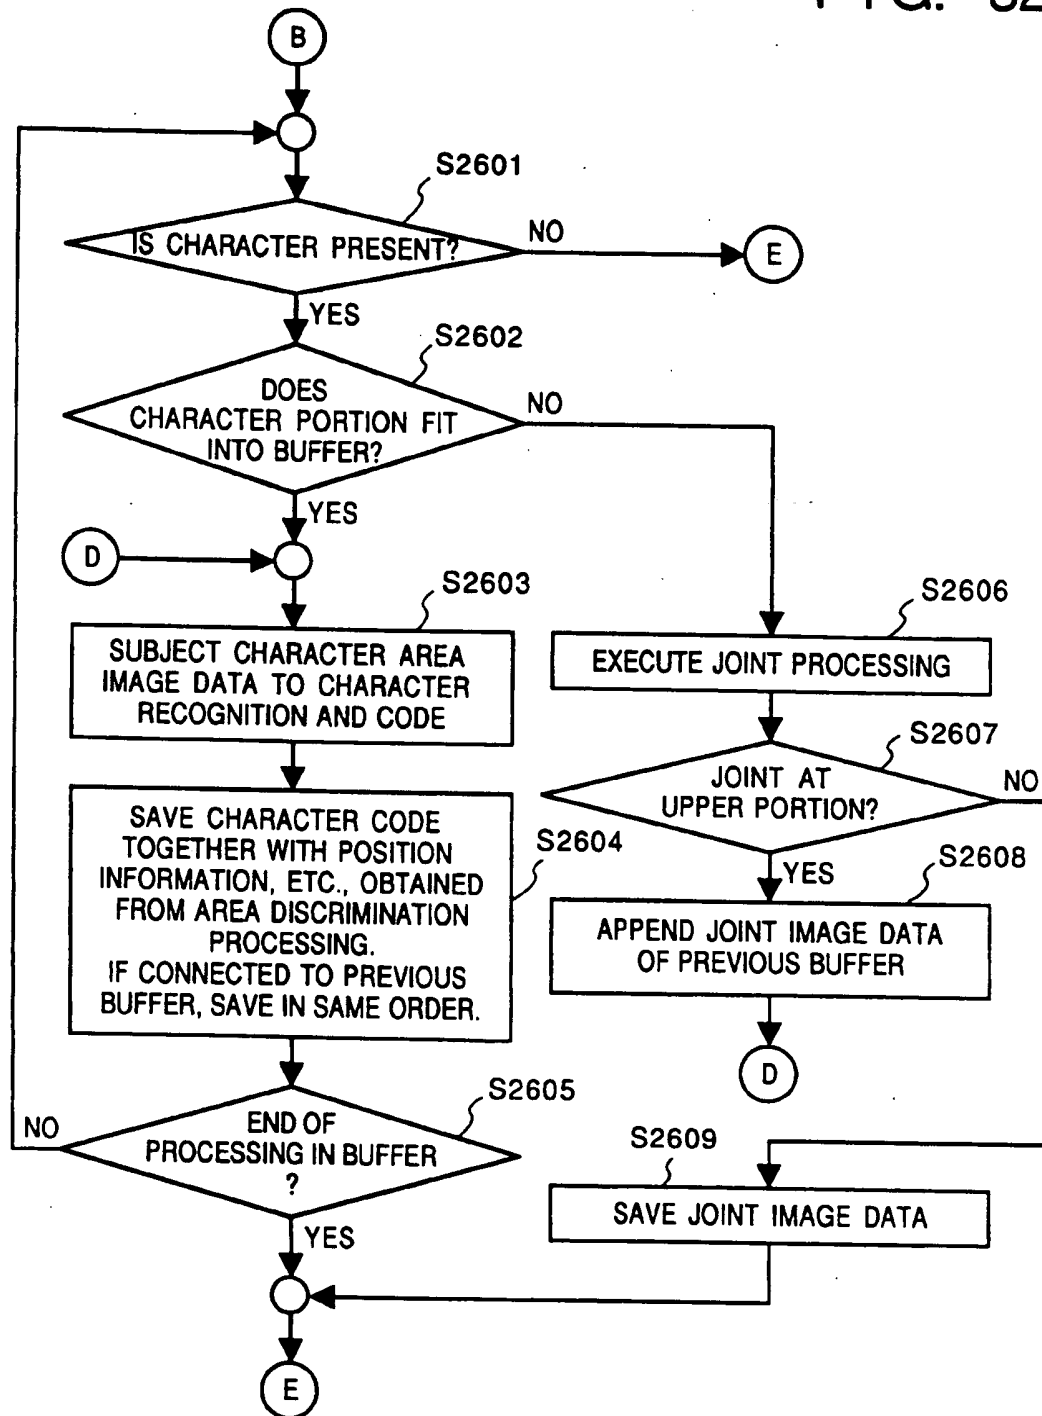 FIG. 32
B
S2601
IS CHARACTER PRESENT?
NO
E
YES
S2602
DOES
CHARACTER PORTION FIT
INTO BUFFER?
NO
YES
D
S2603
SUBJECT CHARACTER AREA
IMAGE DATA TO CHARACTER
RECOGNITION AND CODE
S2606
EXECUTE JOINT PROCESSING
S2607
JOINT AT
UPPER PORTION?
NO
YES
S2604
SAVE CHARACTER CODE
TOGETHER WITH POSITION
INFORMATION, ETC., OBTAINED
FROM AREA DISCRIMINATION
PROCESSING.
IF CONNECTED TO PREVIOUS
BUFFER, SAVE IN SAME ORDER.
S2608
APPEND JOINT IMAGE DATA
OF PREVIOUS BUFFER
D
S2605
END OF
PROCESSING IN BUFFER
?
NO
YES
S2609
SAVE JOINT IMAGE DATA
E